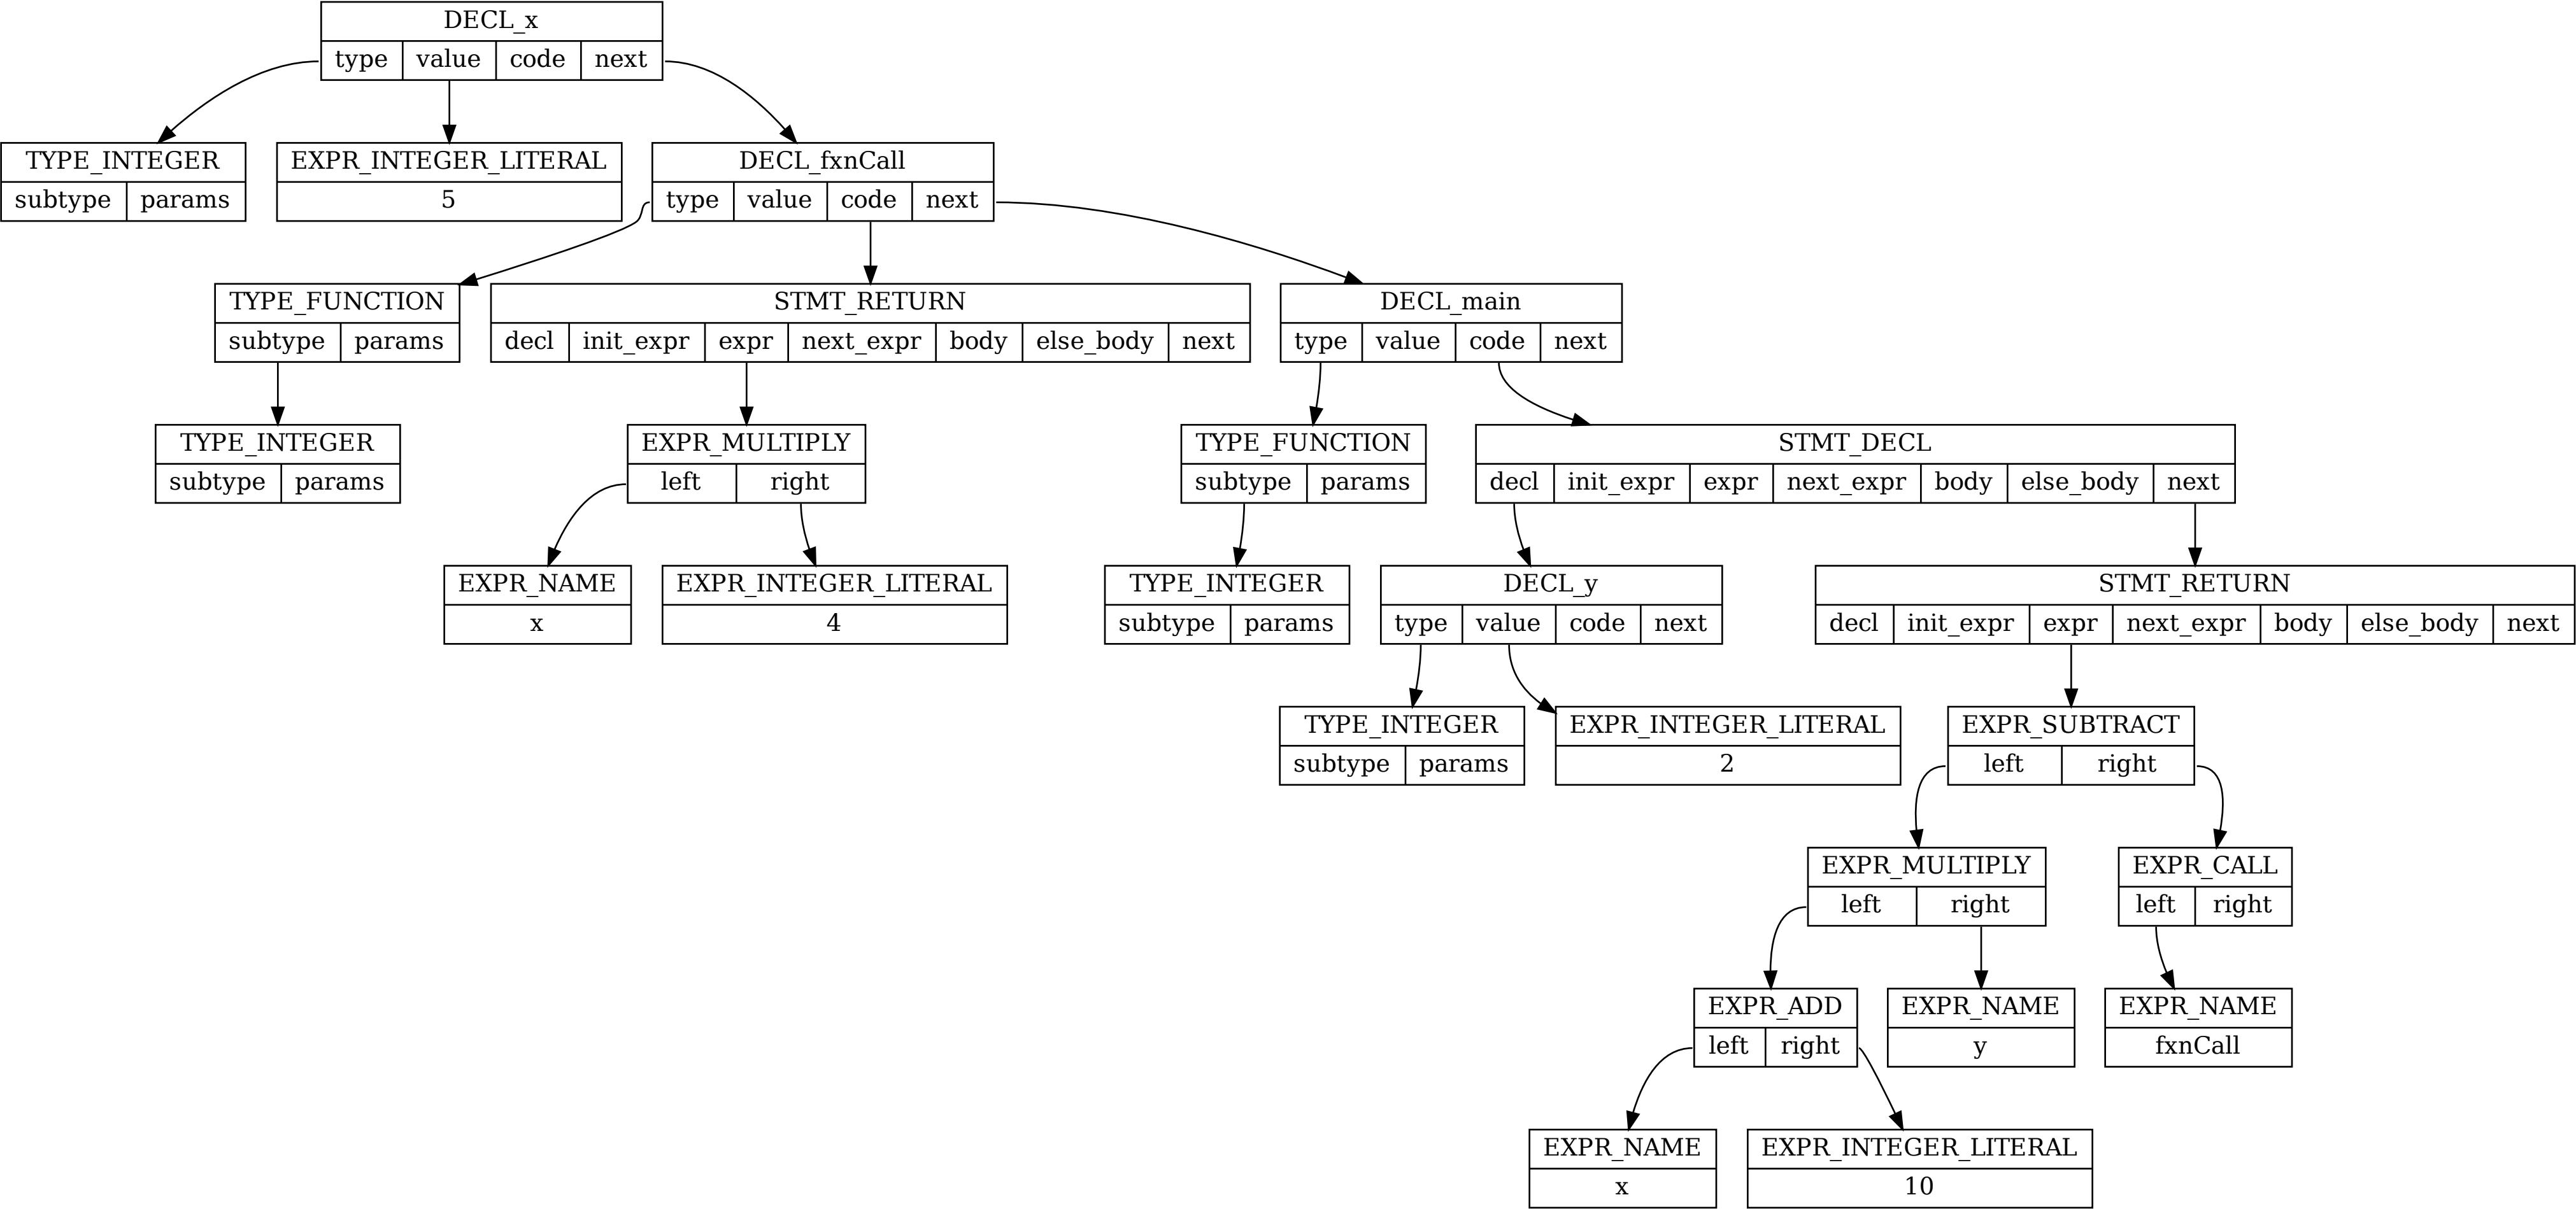 DECL_x
type value code next
TYPE_INTEGER
subtype params
EXPR_INTEGER_LITERAL
5
DECL_fxnCall
type value code next
TYPE_FUNCTION
subtype params
STMT_RETURN
decl init_expr expr next_expr body else_body next
DECL_main
type value code next
TYPE_INTEGER
subtype params
EXPR_MULTIPLY
left right
TYPE_FUNCTION
subtype params
STMT_DECL
decl init_expr expr next_expr body else_body next
EXPR_NAME
x
EXPR_INTEGER_LITERAL
4
TYPE_INTEGER
subtype params
DECL_y
type value code next
STMT_RETURN
decl init_expr expr next_expr body else_body next
TYPE_INTEGER
subtype params
EXPR_INTEGER_LITERAL
2
EXPR_SUBTRACT
left right
EXPR_MULTIPLY
left right
EXPR_CALL
left right
EXPR_ADD
left right
EXPR_NAME
y
EXPR_NAME
fxnCall
EXPR_NAME
x
EXPR_INTEGER_LITERAL
10